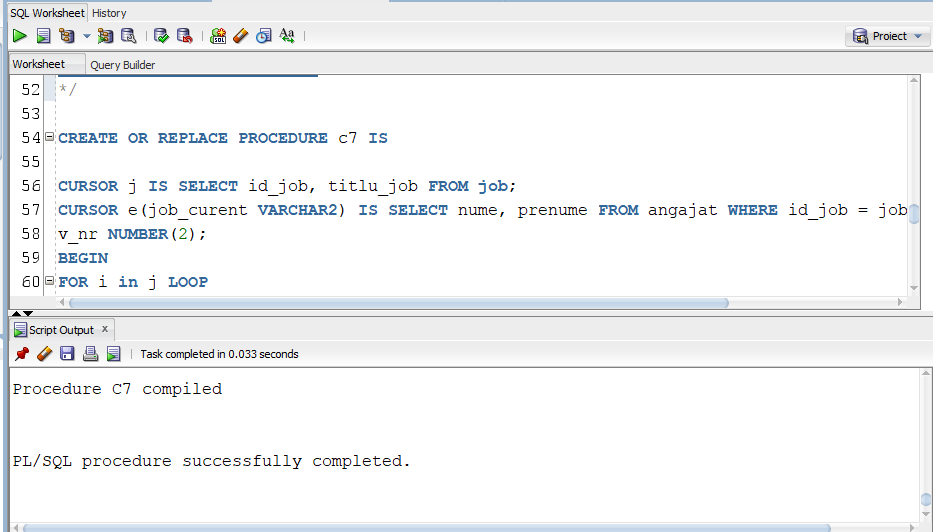 SQL Worksheet History
Proiect
Worksheet Query Builder
52 */
53
54 CREATE OR REPLACE PROCEDURE c7 IS
55
56 CURSOR j IS SELECT id_job, titlu_job FROM job;
57 CURSOR e(job_curent VARCHAR2) IS SELECT nume, prenume FROM angajat WHERE id_job = job
58 v_nr NUMBER(2);
59 BEGIN
60 FOR i in j LOOP
Script Output x
Task completed in 0.033 seconds
Procedure C7 compiled
PL/SQL procedure successfully completed.